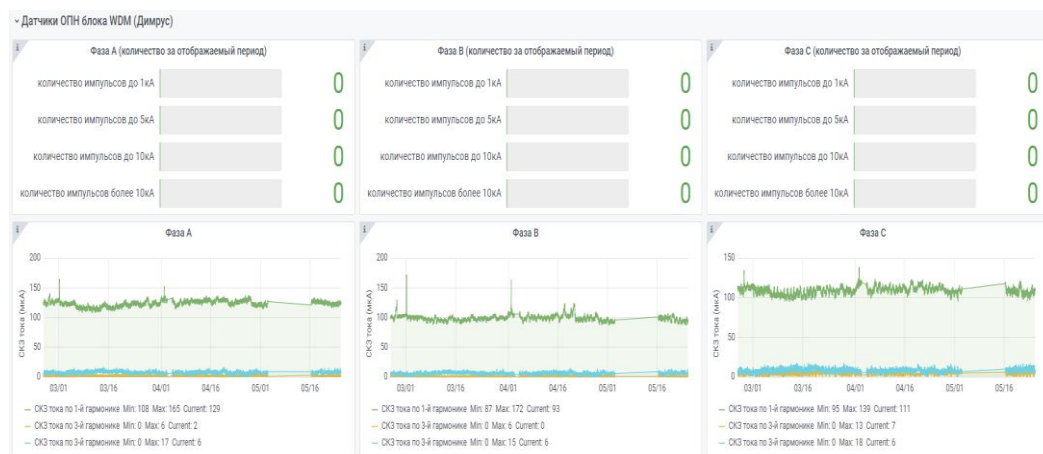 Датчики ОПН блока WDM (Димрус)
Фаза A (количество за отображаемый период)
количество импульсов до 1кА 0
количество импульсов до 5кА 0
количество импульсов до 10кА 0
количество импульсов более 10кА 0
Фаза B (количество за отображаемый период)
количество импульсов до 1кА 0
количество импульсов до 5кА 0
количество импульсов до 10кА 0
количество импульсов более 10кА 0
Фаза C (количество за отображаемый период)
количество импульсов до 1кА 0
количество импульсов до 5кА 0
количество импульсов до 10кА 0
количество импульсов более 10кА 0
Фаза A
СКЗ тока (мкА)
200
150
100
50
0
03/01 03/16 04/01 04/16 05/01 05/16
СКЗ тока по 1-й гармонике Min: 108 Max: 165 Current: 129
СКЗ тока по 3-й гармонике Min: 0 Max: 6 Current: 2
СКЗ тока по 3-й гармонике Min: 0 Max: 17 Current: 6
Фаза B
СКЗ тока (мкА)
200
150
100
50
0
03/01 03/16 04/01 04/16 05/01 05/16
СКЗ тока по 1-й гармонике Min: 87 Max: 172 Current: 93
СКЗ тока по 3-й гармонике Min: 0 Max: 6 Current: 0
СКЗ тока по 3-й гармонике Min: 0 Max: 15 Current: 6
Фаза C
СКЗ тока (мкА)
150
100
50
0
03/01 03/16 04/01 04/16 05/01 05/16
СКЗ тока по 1-й гармонике Min: 95 Max: 139 Current: 111
СКЗ тока по 3-й гармонике Min: 0 Max: 13 Current: 7
СКЗ тока по 3-й гармонике Min: 0 Max: 18 Current: 6